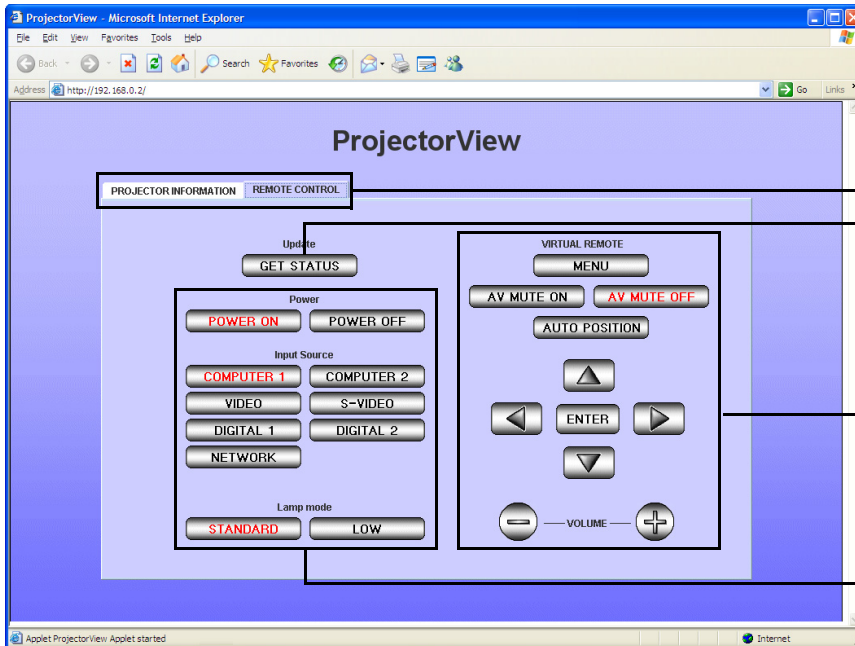 ProjectorView - Microsoft Internet Explorer
File Edit View Favorites Tools Help
Back Search Favorites
Address http://192.168.0.2/ Go Links »
ProjectorView
PROJECTOR INFORMATION REMOTE CONTROL
Update
GET STATUS
Power
POWER ON POWER OFF
Input Source
COMPUTER 1 COMPUTER 2
VIDEO S-VIDEO
DIGITAL 1 DIGITAL 2
NETWORK
Lamp mode
STANDARD LOW
VIRTUAL REMOTE
MENU
AV MUTE ON AV MUTE OFF
AUTO POSITION
ENTER
VOLUME
Applet ProjectorView Applet started Internet